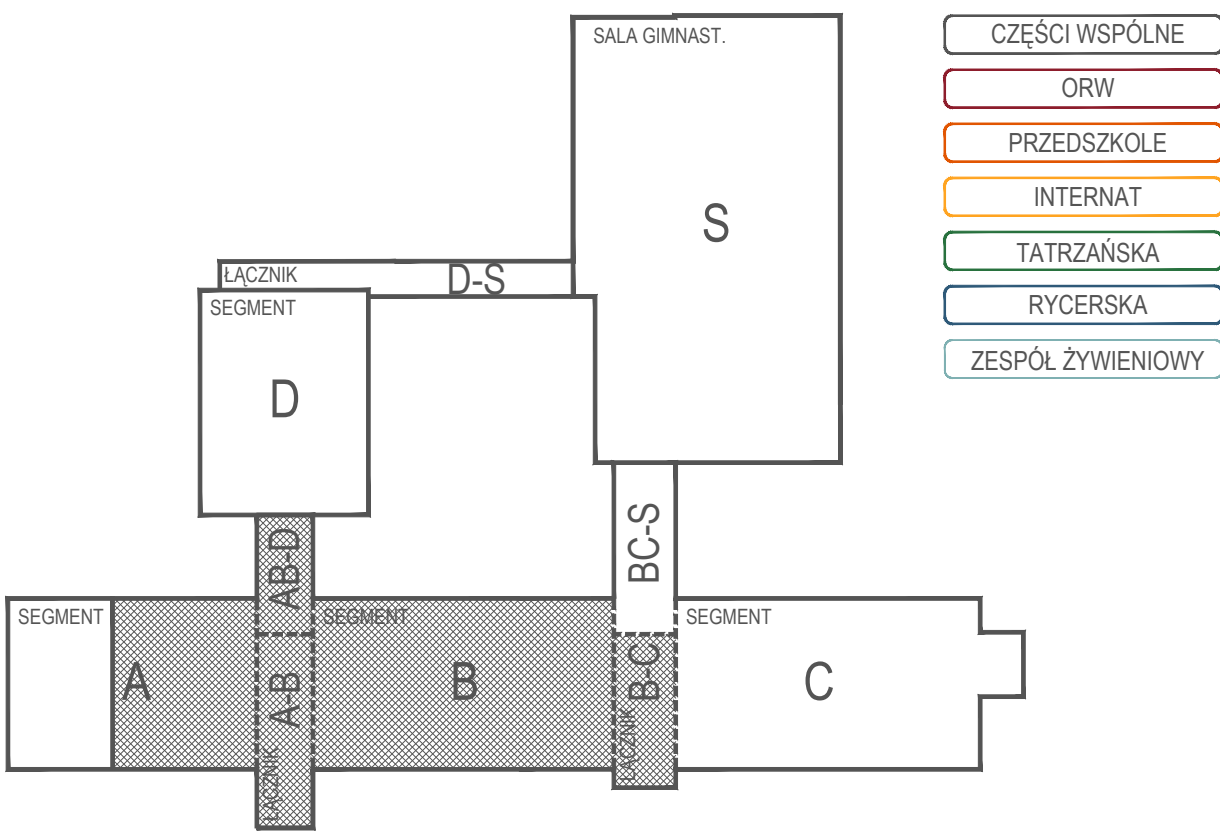 SALA GIMNAST.
S
ŁĄCZNIK
D-S
SEGMENT
D
AB-D
BC-S
SEGMENT
A
A-B
ŁĄCZNIK
SEGMENT
B
B-C
ŁĄCZNIK
SEGMENT
C
CZĘŚCI WSPÓLNE
ORW
PRZEDSZKOLE
INTERNAT
TATRZAŃSKA
RYCERSKA
ZESPÓŁ ŻYWIENIOWY